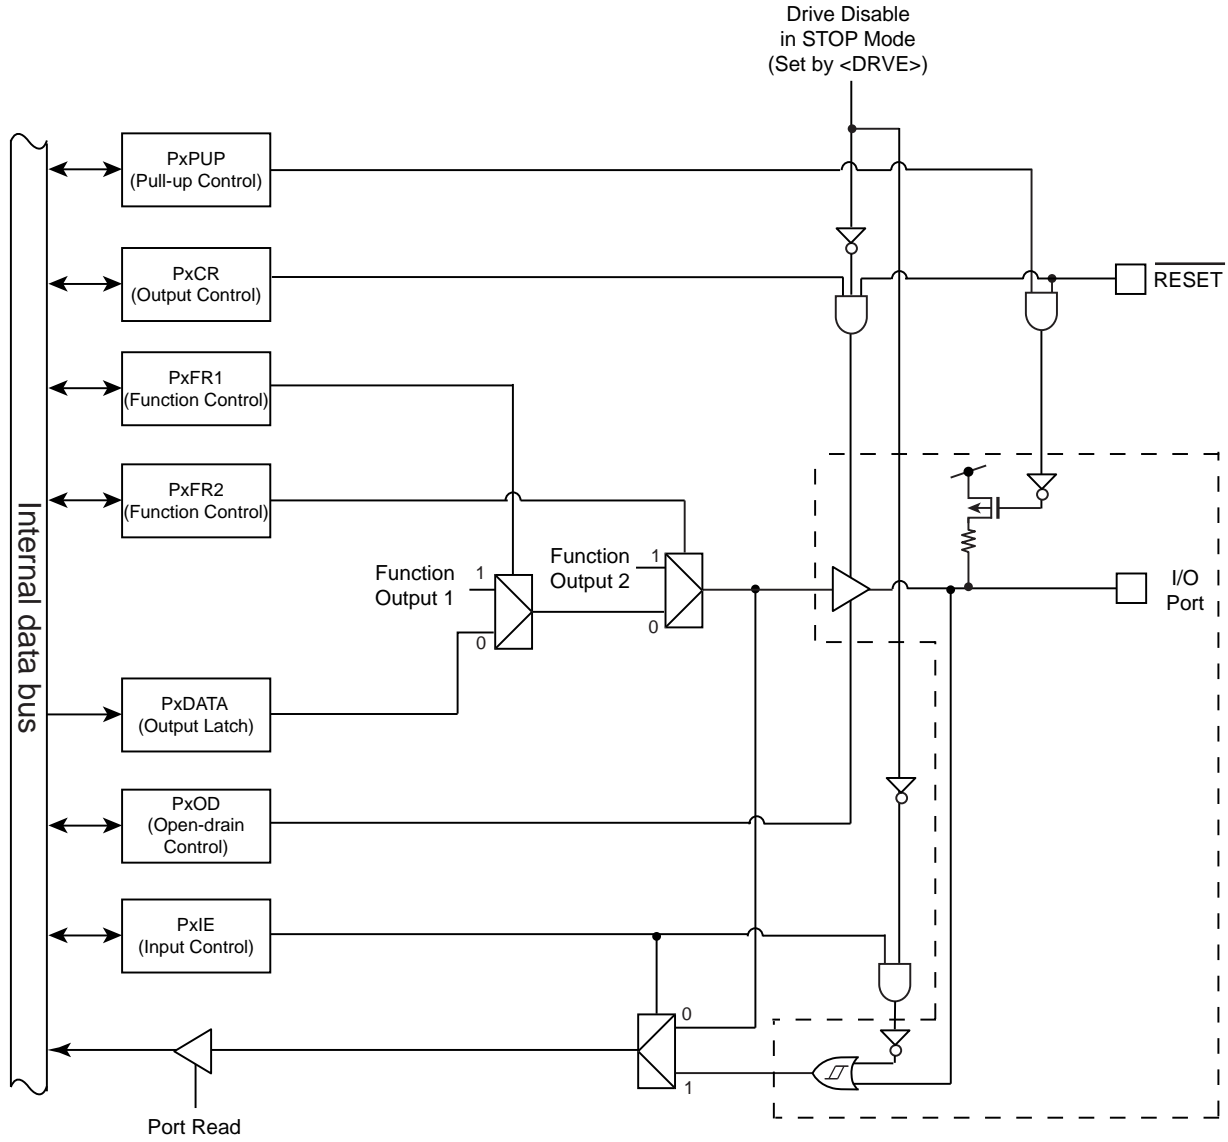 Drive Disable
in STOP Mode
(Set by <DRVE>)
PxPUP
(Pull-up Control)
PxCR
(Output Control)
RESET
PxFR1
(Function Control)
PxFR2
(Function Control)
Internal data bus
Function
Output 1
1
0
Function
Output 2
1
0
I/O
Port
PxDATA
(Output Latch)
PxOD
(Open-drain
Control)
PxIE
(Input Control)
0
1
Port Read